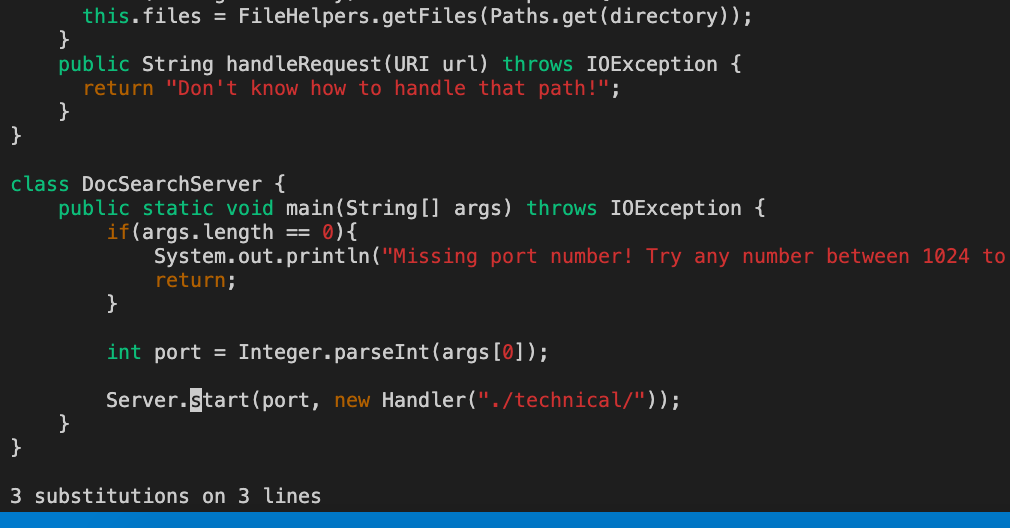 this.files = FileHelpers.getFiles(Paths.get(directory));
}
public String handleRequest(URI url) throws IOException {
return "Don't know how to handle that path!";
}
}
class DocSearchServer {
public static void main(String[] args) throws IOException {
if(args.length == 0){
System.out.println("Missing port number! Try any number between 1024 to
return;
}
int port = Integer.parseInt(args[0]);
Server.start(port, new Handler("./technical/"));
}
}
3 substitutions on 3 lines